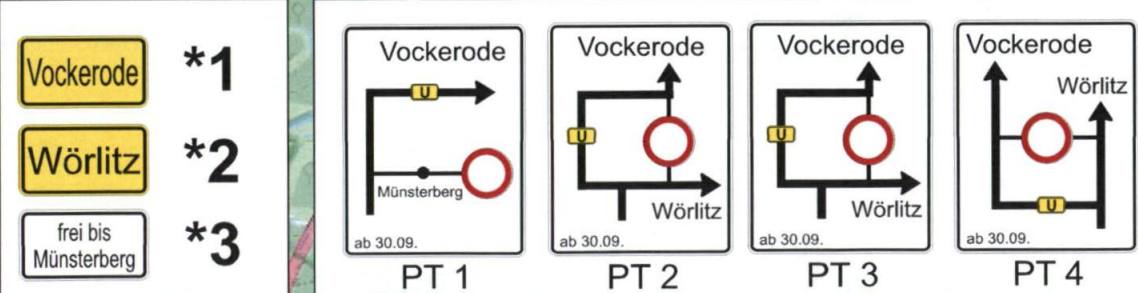 Vockerode *1
Wörlitz *2
frei bis
Münsterberg
*3
Vockerode
U
Münsterberg
ab 30.09.
PT 1
Vockerode
U
Wörlitz
ab 30.09.
PT 2
Vockerode
U
Wörlitz
ab 30.09.
PT 3
Vockerode
Wörlitz
U
ab 30.09.
PT 4